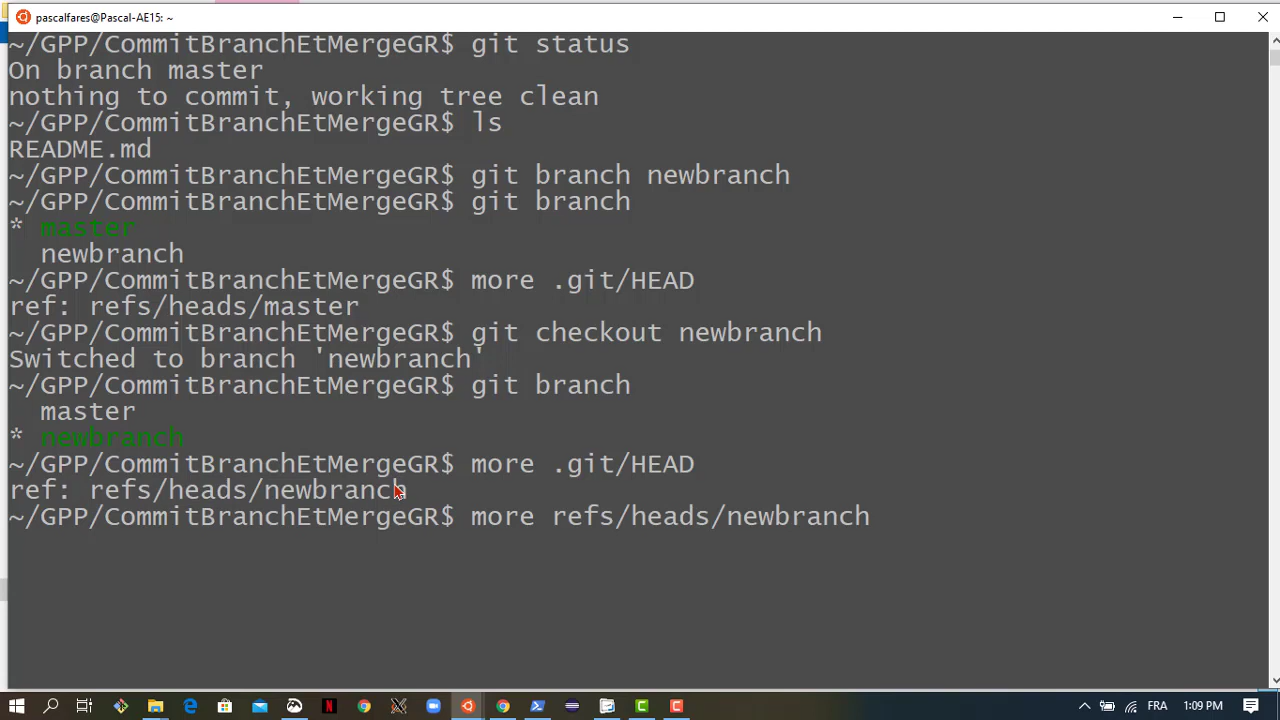 pascalfares@Pascal-AE15: ~
~/GPP/CommitBranchEtMergeGR$ git status
On branch master
nothing to commit, working tree clean
~/GPP/CommitBranchEtMergeGR$ ls
README.md
~/GPP/CommitBranchEtMergeGR$ git branch newbranch
~/GPP/CommitBranchEtMergeGR$ git branch
* master
newbranch
~/GPP/CommitBranchEtMergeGR$ more .git/HEAD
ref: refs/heads/master
~/GPP/CommitBranchEtMergeGR$ git checkout newbranch
Switched to branch 'newbranch'
~/GPP/CommitBranchEtMergeGR$ git branch
master
* newbranch
~/GPP/CommitBranchEtMergeGR$ more .git/HEAD
ref: refs/heads/newbranch
~/GPP/CommitBranchEtMergeGR$ more refs/heads/newbranch
FRA 1:09 PM